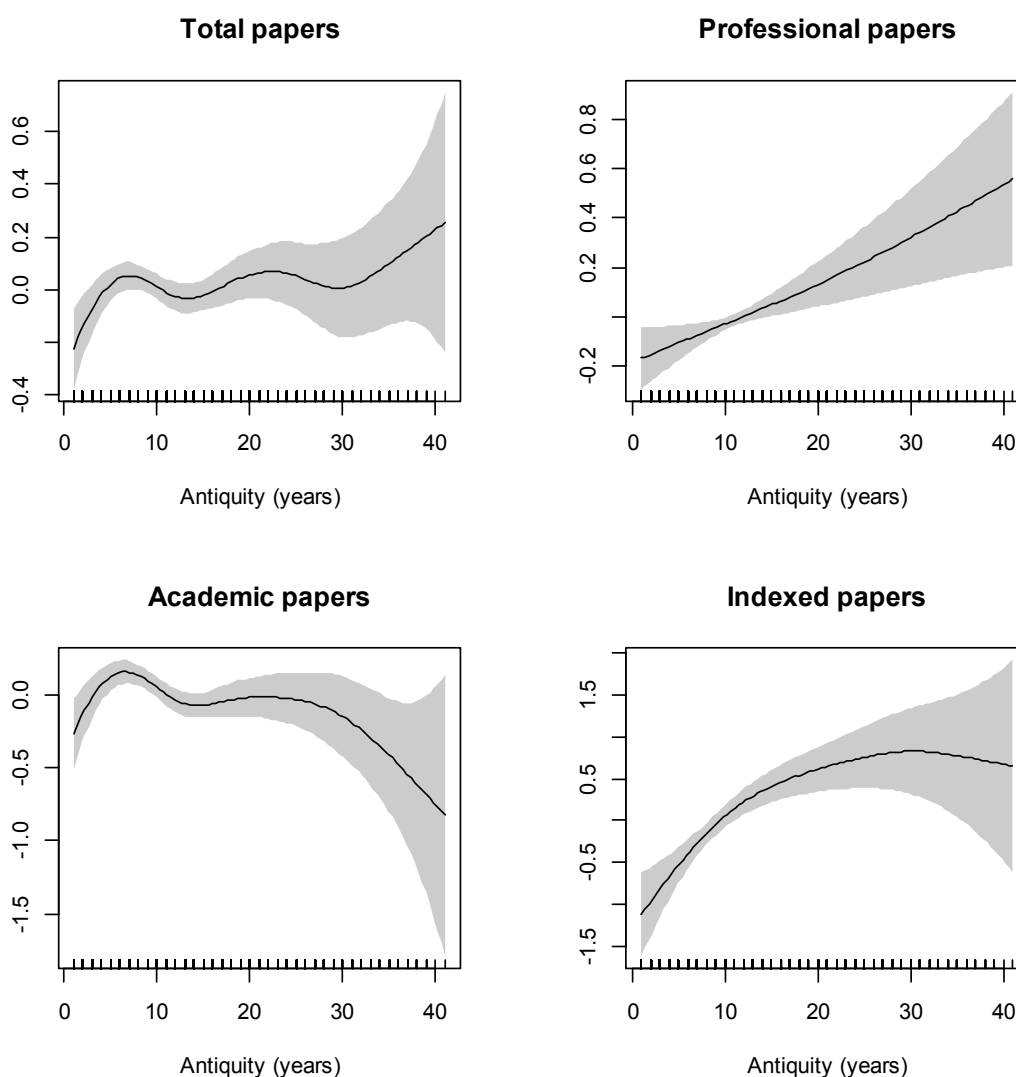 Total papers
0.6
0.4
0.2
0.0
-0.2
-0.4
0 10 20 30 40
Antiquity (years)
Professional papers
0.8
0.6
0.4
0.2
-0.2
0 10 20 30 40
Antiquity (years)
Academic papers
0.0
-0.5
-1.0
-1.5
0 10 20 30 40
Antiquity (years)
Indexed papers
1.5
0.5
-0.5
-1.5
0 10 20 30 40
Antiquity (years)